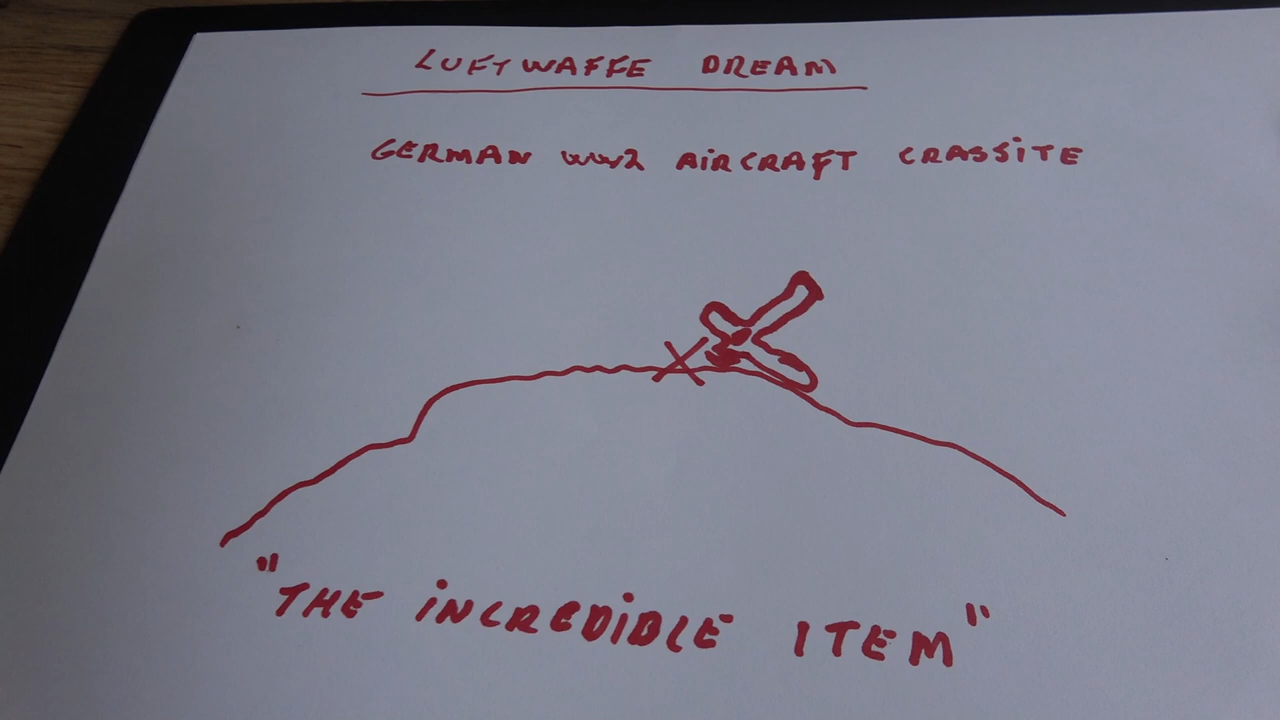 LUFTWAFFE DREAM
GERMAN WW2 AIRCRAFT CRASSiTE
"THE iNCREDiBLE ITEM"